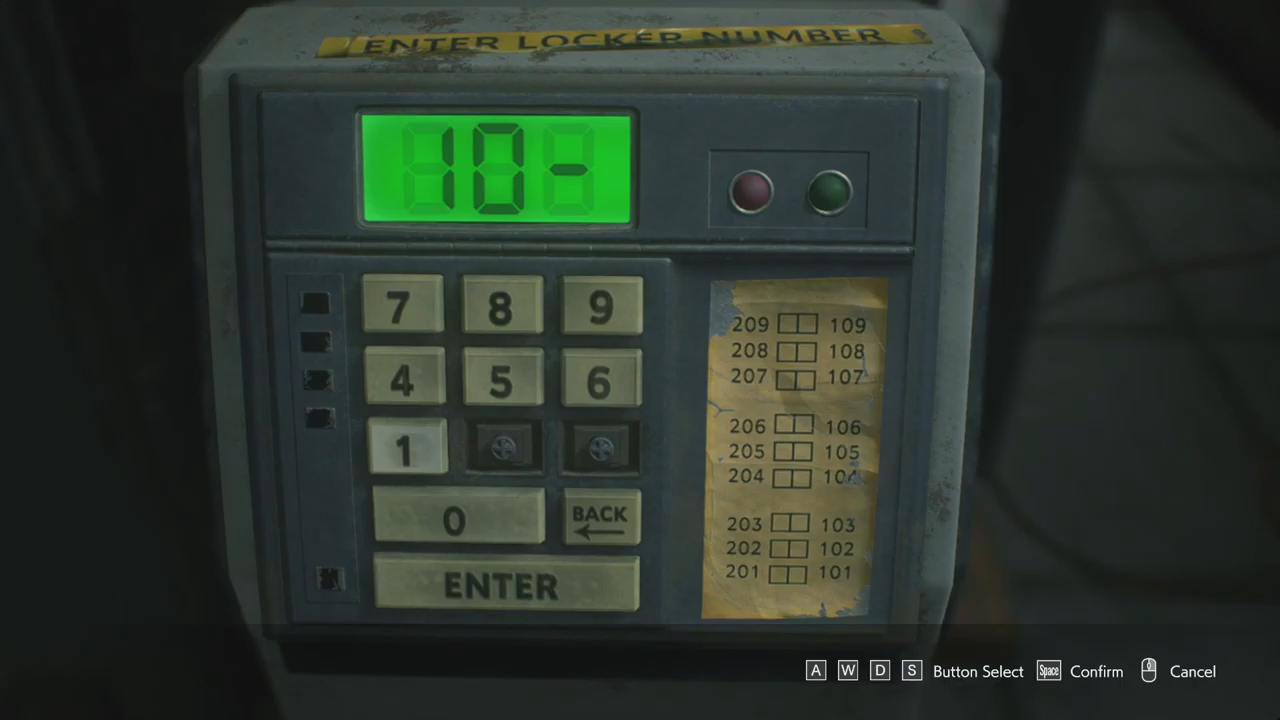 ENTER LOCKER NUMBER
10-
7 8 9
4 5 6
1
0 BACK
ENTER
209 109
208 108
207 107
206 106
205 105
204 104
203 103
202 102
201 101
A W D S Button Select Space Confirm Cancel